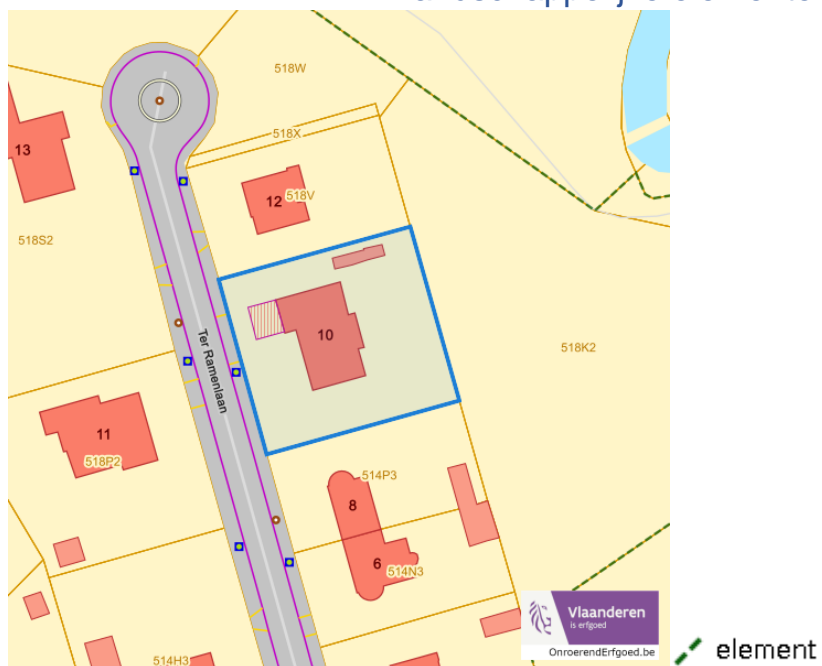 518W
518X
13
12
518V
518S2
10
Ter Ramenlaan
518K2
11
518P2
514P3
8
6
514N3
Vlaanderen
is erfgoed
OnroerendErfgoed.be
element
514H3